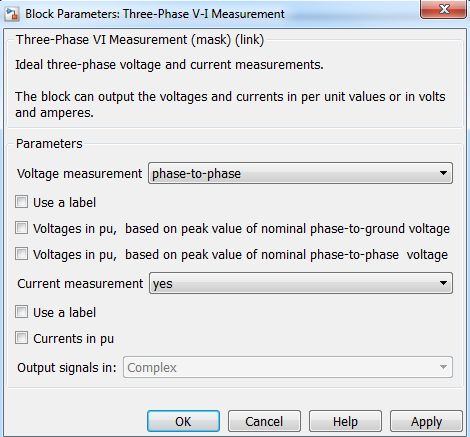 Block Parameters: Three-Phase V-I Measurement
Three-Phase VI Measurement (mask) (link)
Ideal three-phase voltage and current measurements.
The block can output the voltages and currents in per unit values or in volts
and amperes.
Parameters
Voltage measurement phase-to-phase
Use a label
Voltages in pu, based on peak value of nominal phase-to-ground voltage
Voltages in pu, based on peak value of nominal phase-to-phase voltage
Current measurement yes
Use a label
Currents in pu
Output signals in: Complex
OK Cancel Help Apply